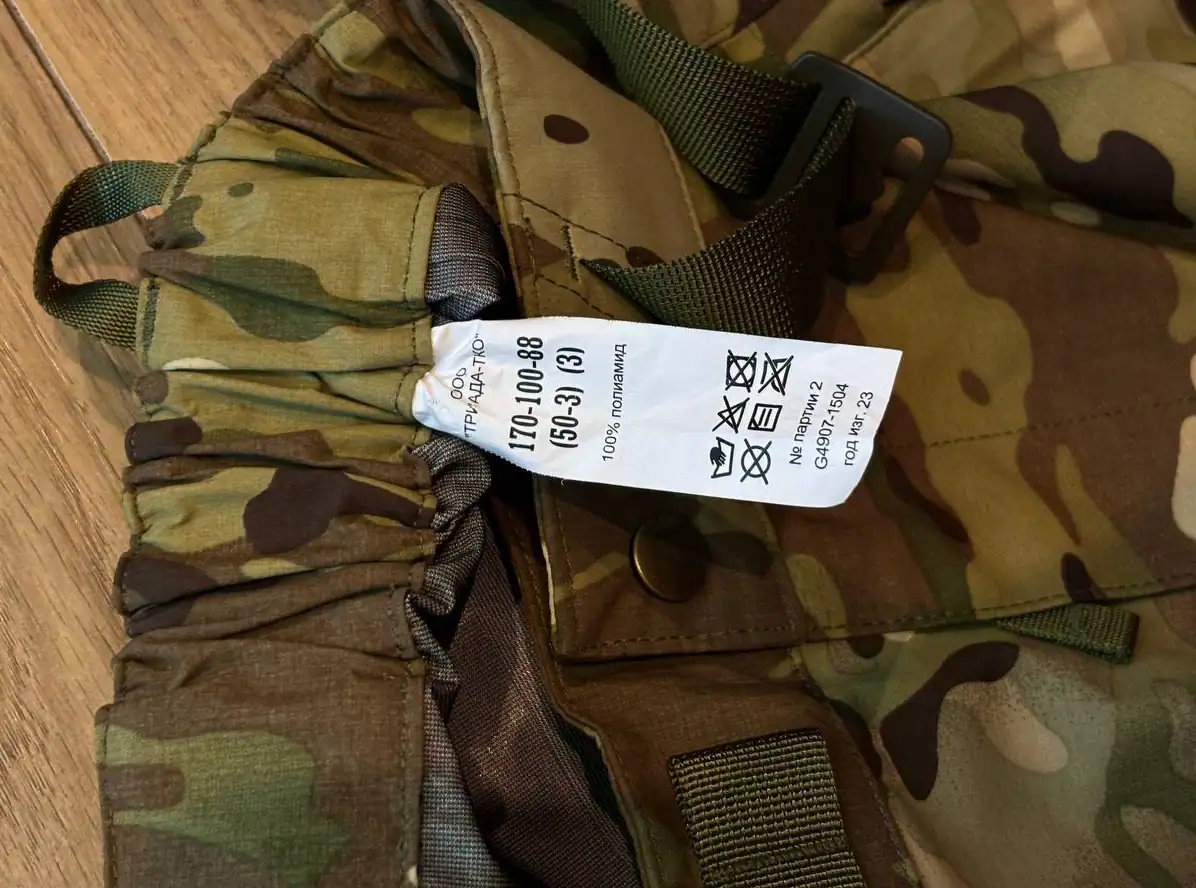 ООО
"ТРИАДА-ТКО"
170-100-88
(50-3) (3)
100% полиамид
№ партии 2
G4907-1504
год изг. 23